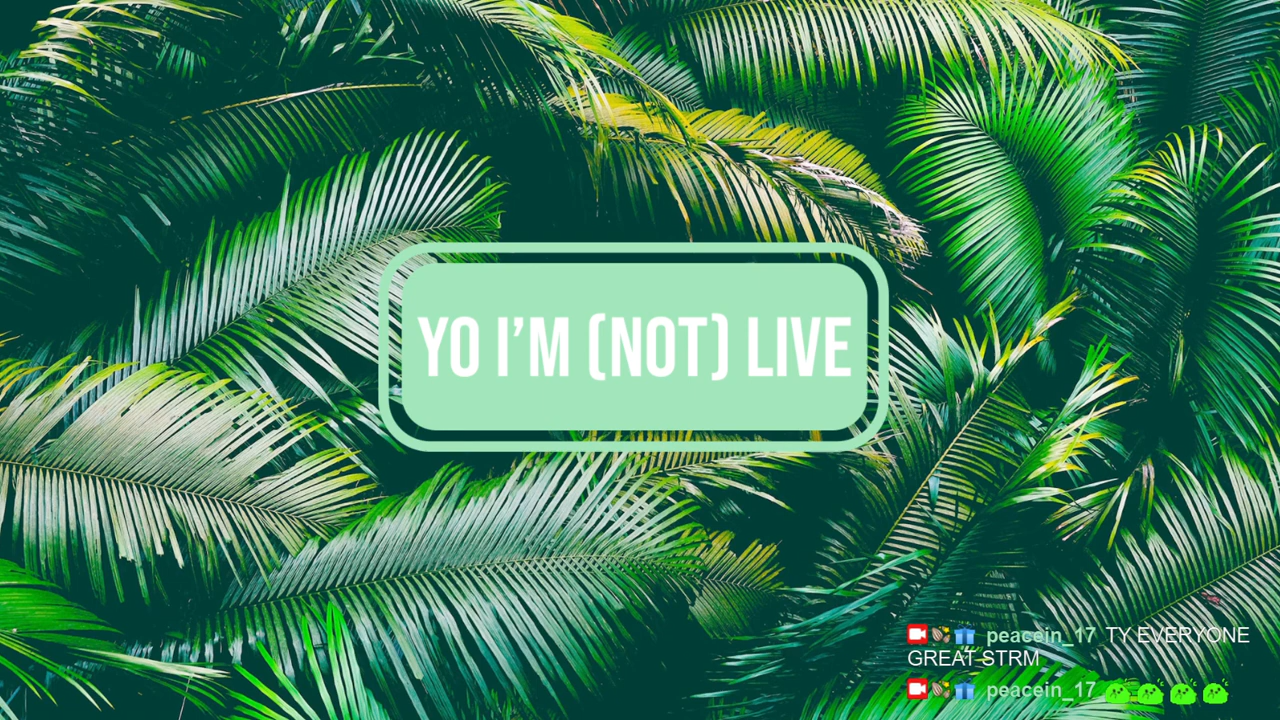 YO I'M (NOT) LIVE
peacein_17 TY EVERYONE
GREAT STRM
peacein_17